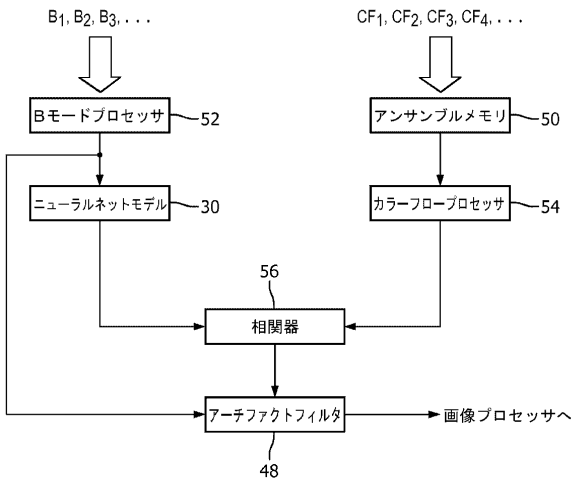 B1, B2, B3, . . .
CF1, CF2, CF3, CF4, . . .
Bモードプロセッサ
52
アンサンブルメモリ
50
ニューラルネットモデル
30
カラーフロープロセッサ
54
56
相関器
アーチファクトフィルタ
画像プロセッサへ
48